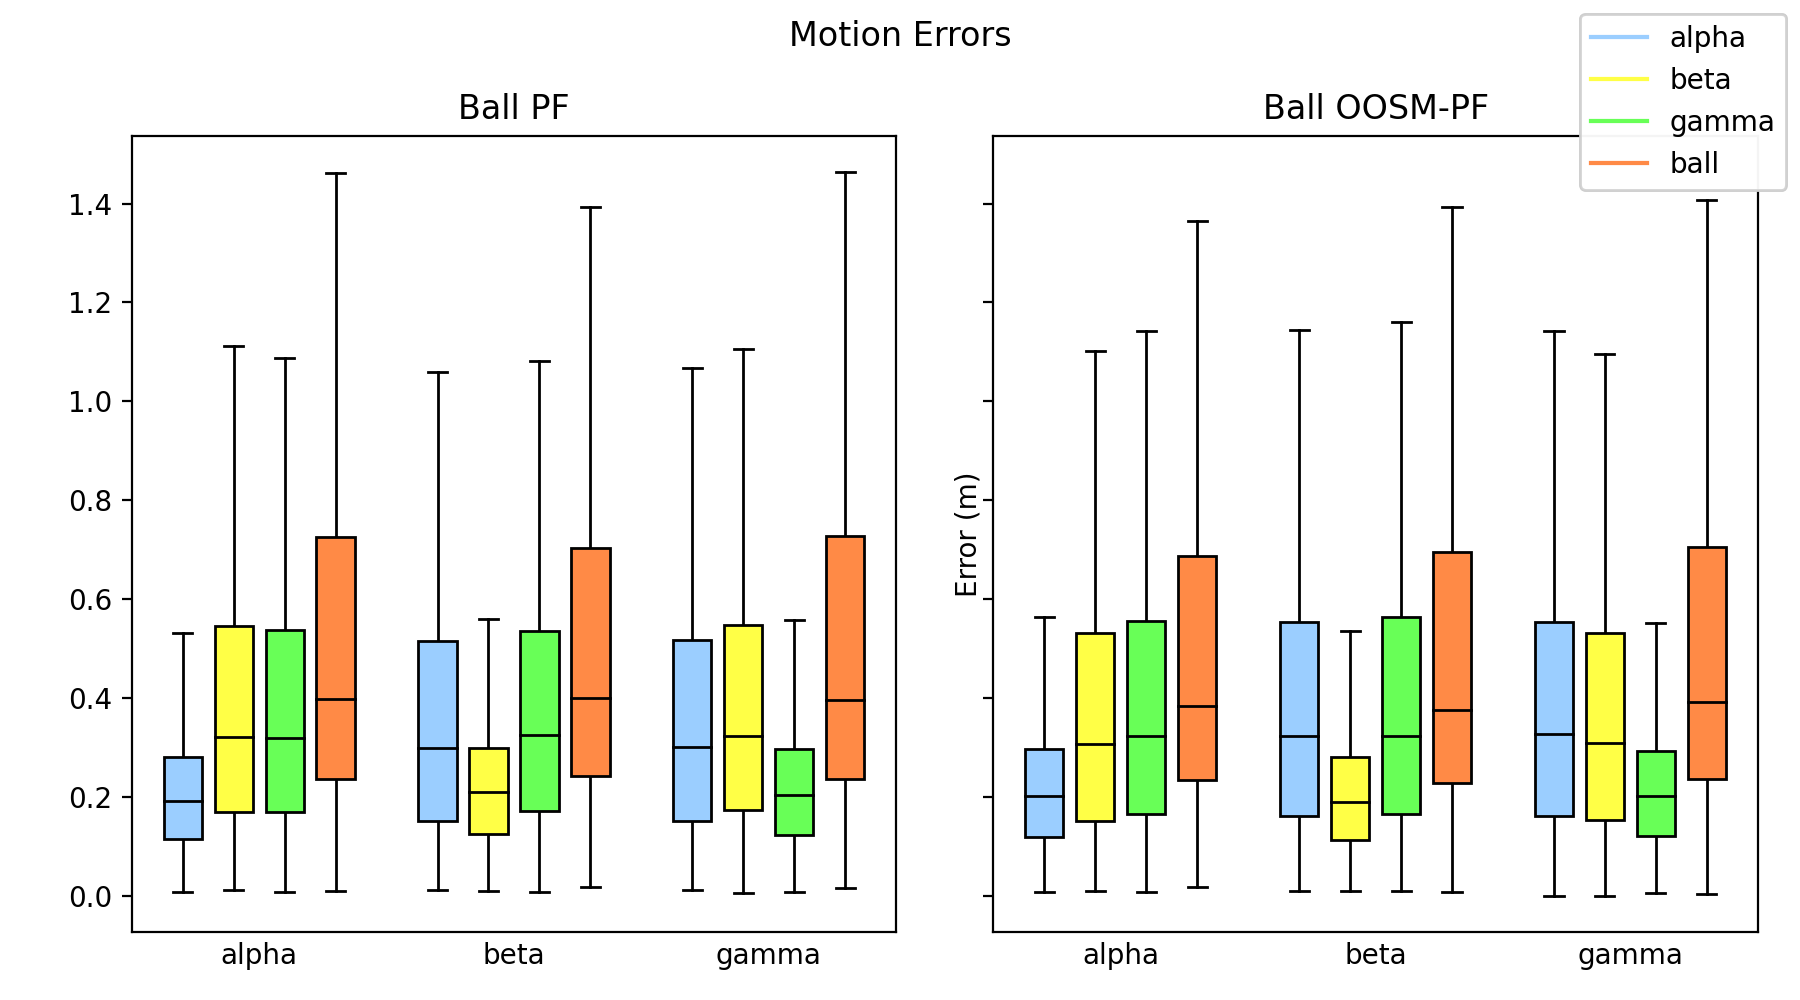 Motion Errors
alpha
beta
gamma
ball
Ball PF
1.4
1.2
1.0
0.8
0.6
0.4
0.2
0.0
alpha beta gamma
Ball OOSM-PF
Error (m)
alpha beta gamma